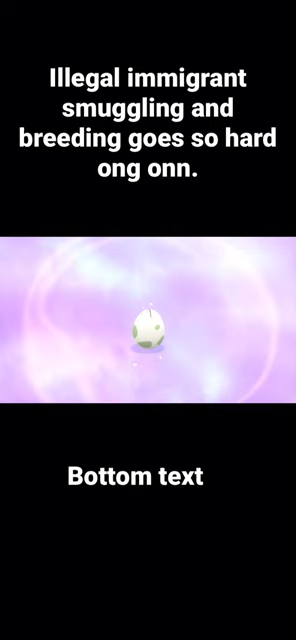 Illegal immigrant
smuggling and
breeding goes so hard
ong onn.
Bottom text